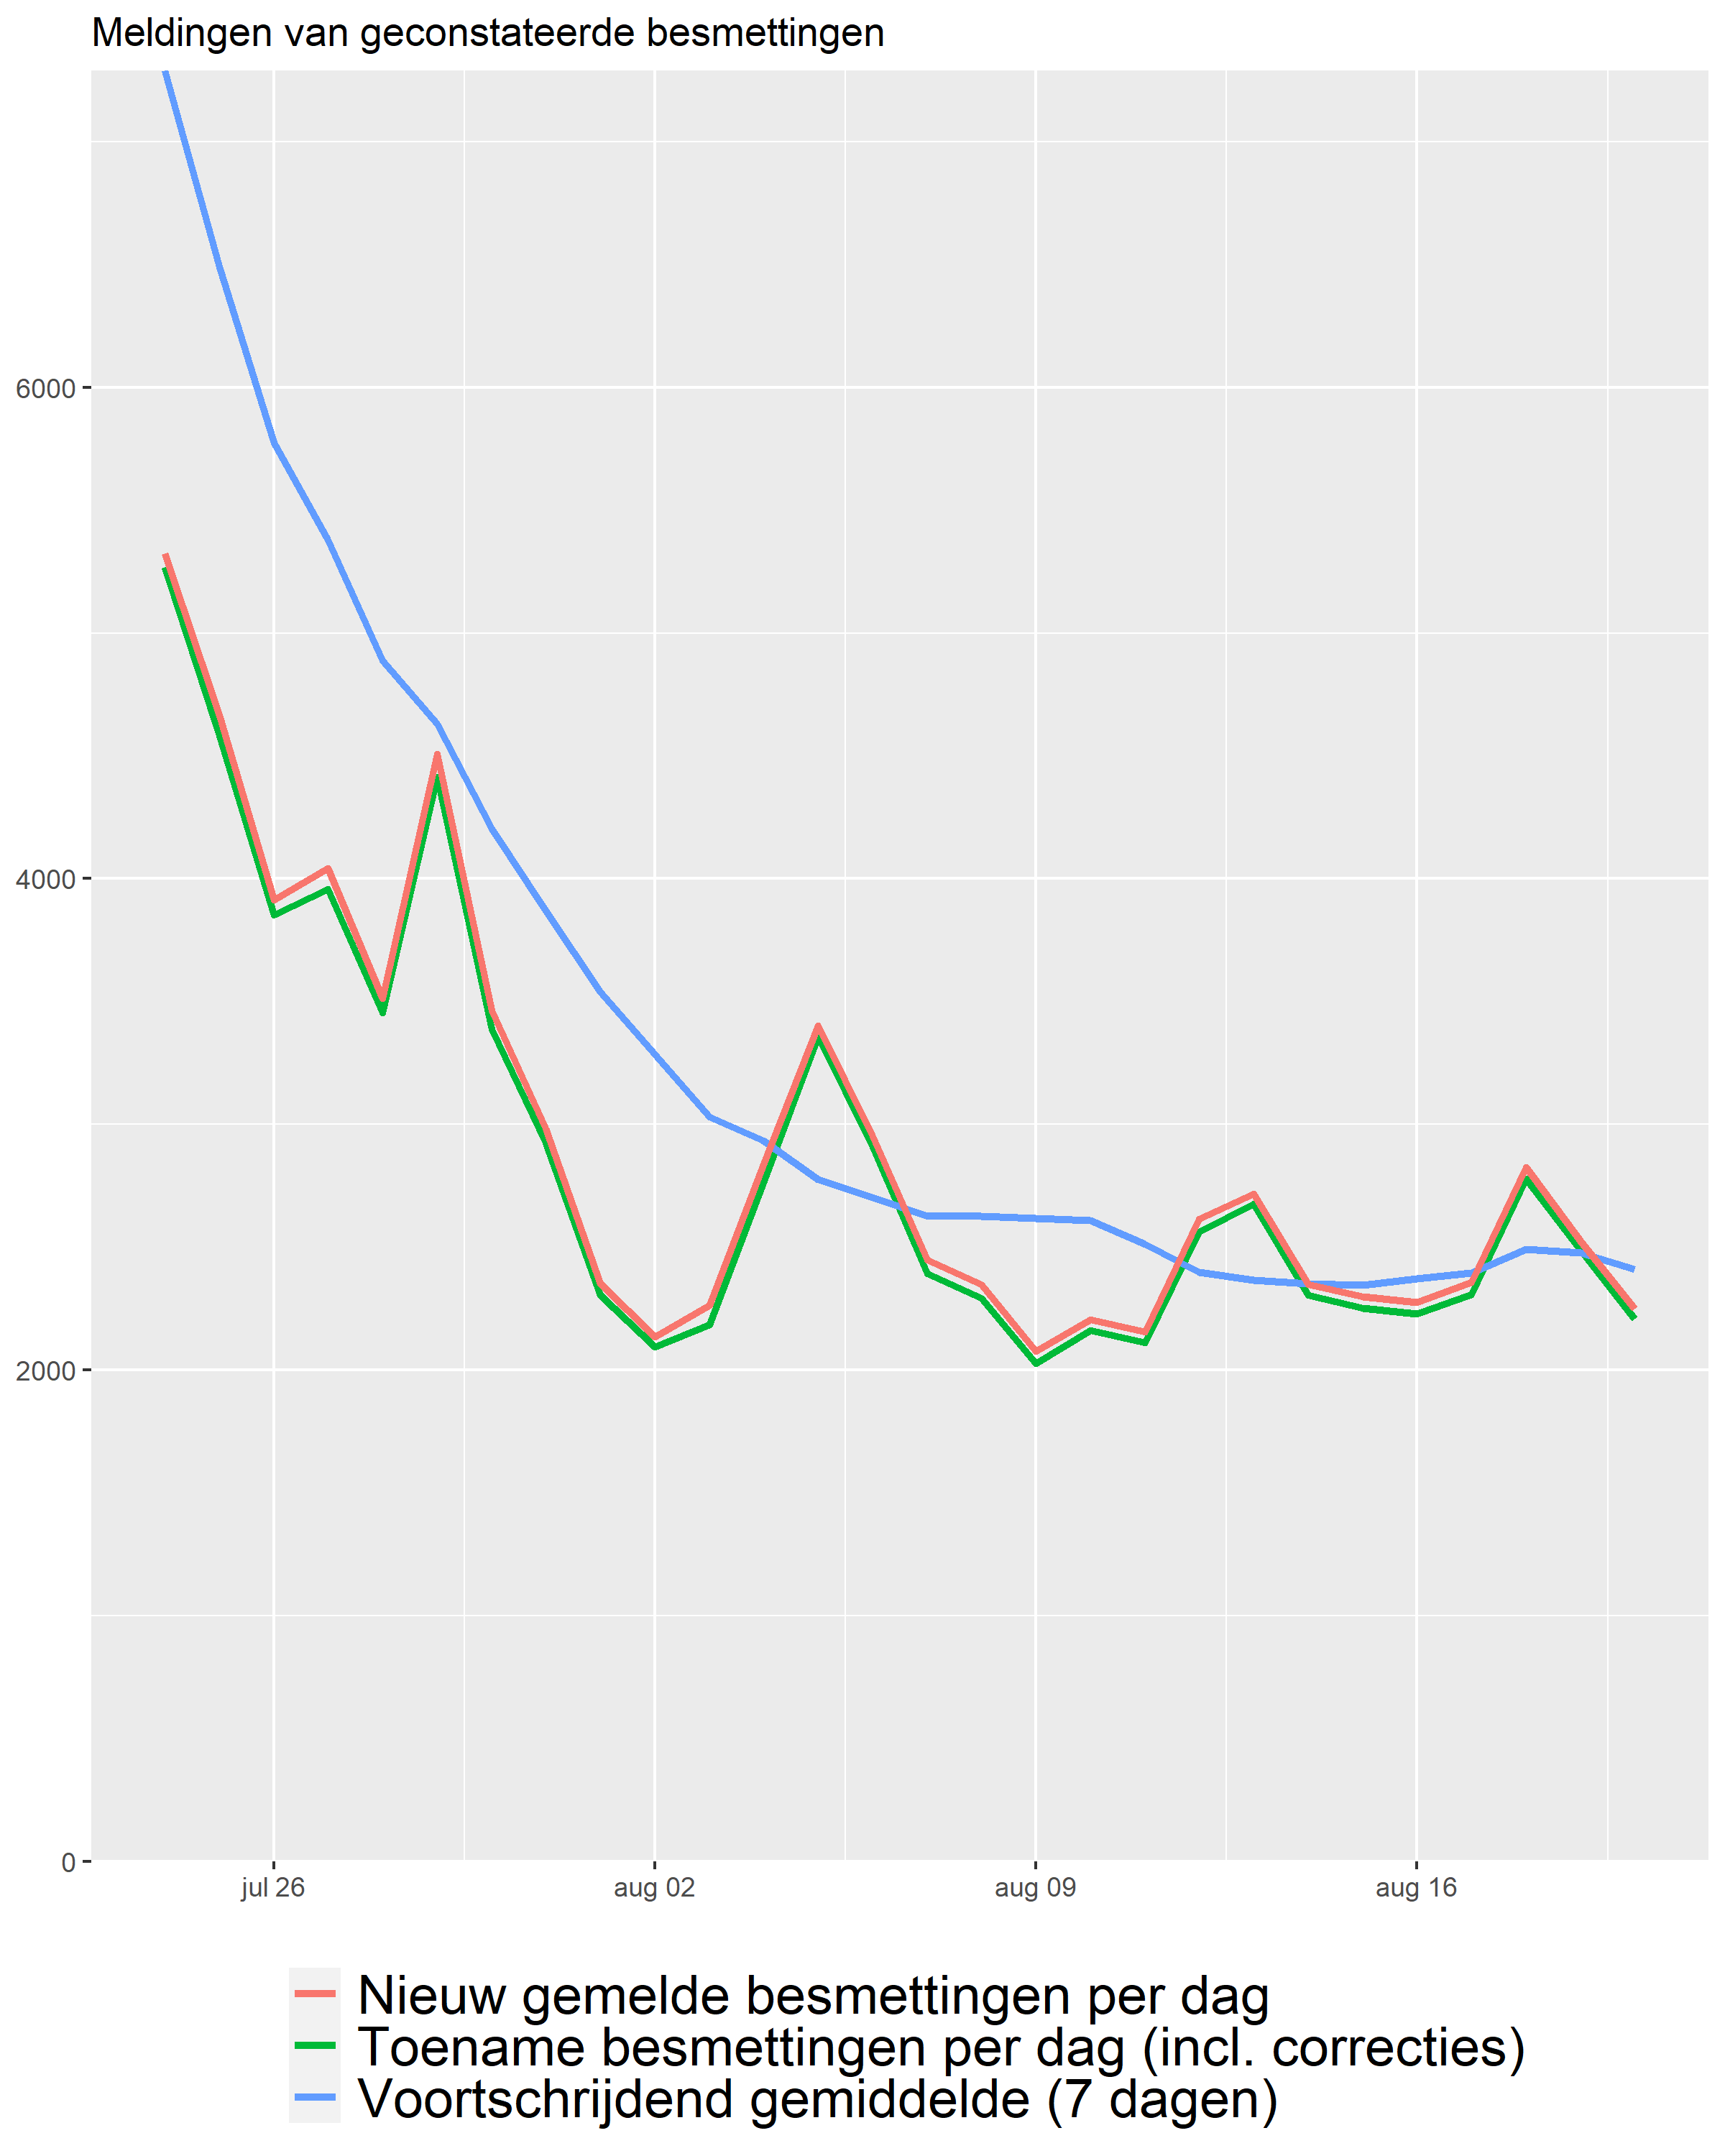 Meldingen van geconstateerde besmettingen
6000
4000
2000
0
jul 26 aug 02 aug 09 aug 16
Nieuw gemelde besmettingen per dag
Toename besmettingen per dag (incl. correcties)
Voortschrijdend gemiddelde (7 dagen)